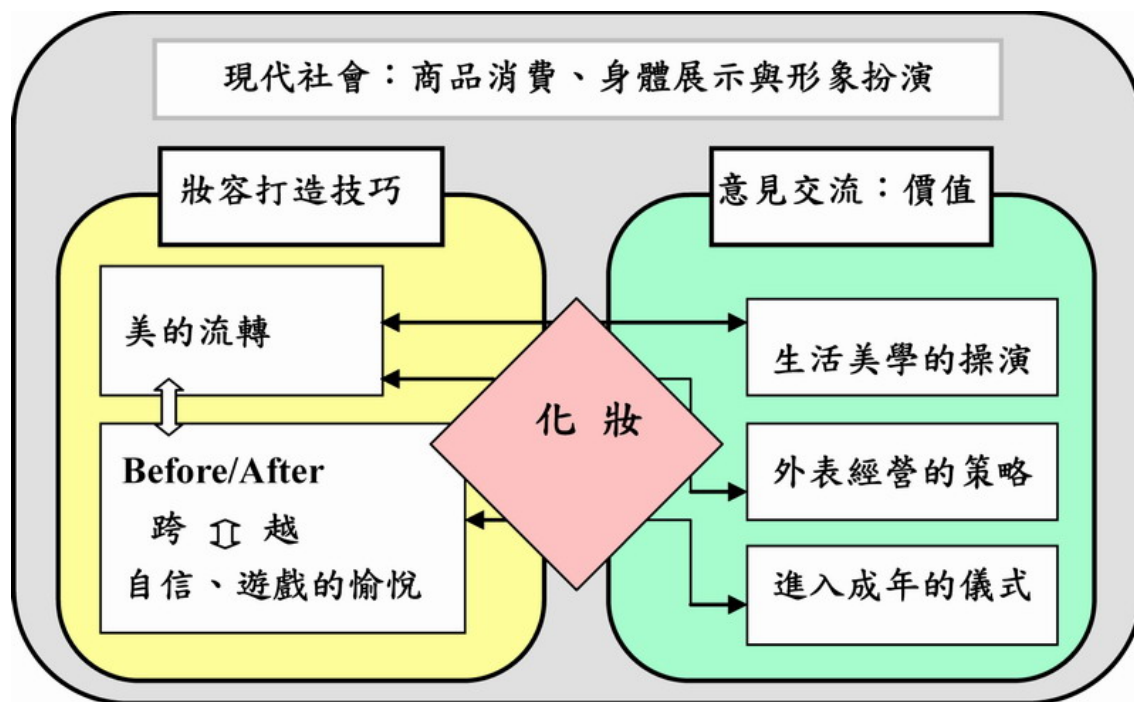 現代社會：商品消費、身體展示與形象扮演
妝容打造技巧
意見交流：價值
美的流轉
Before/After
跨 越
自信、遊戲的愉悅
化 妝
生活美學的操演
外表經營的策略
進入成年的儀式